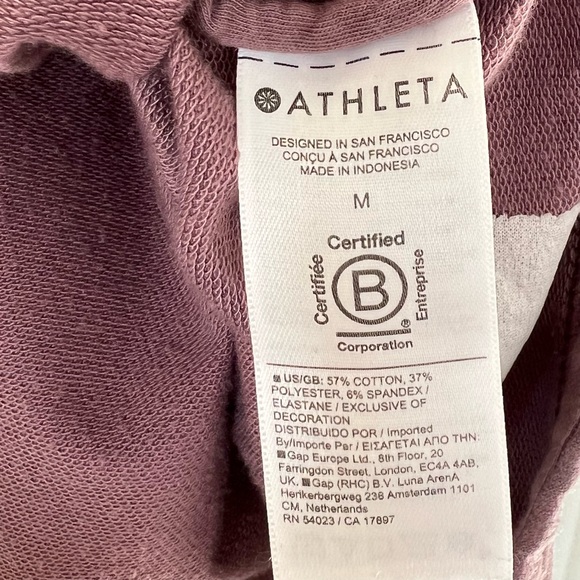 ATHLETA
DESIGNED IN SAN FRANCISCO
CONÇU À SAN FRANCISCO
MADE IN INDONESIA
M
Certified
Certifiée
B
Entreprise
®
Corporation
US/GB: 57% COTTON, 37%
POLYESTER, 6% SPANDEX /
ELASTANE / EXCLUSIVE OF
DECORATION
DISTRIBUIDO POR / Imported
By/Importe Par / ΕΙΣΑΓΕΤΑΙ ΑΠΟ ΤΗΝ:
Gap Europe Ltd., 8th Floor, 20
Farringdon Street, London, EC4A 4AB,
UK. Gap (RHC) B.V. Luna ArenA
Herikerbergweg 238 Amsterdam 1101
CM, Netherlands
RN 54023 / CA 17897